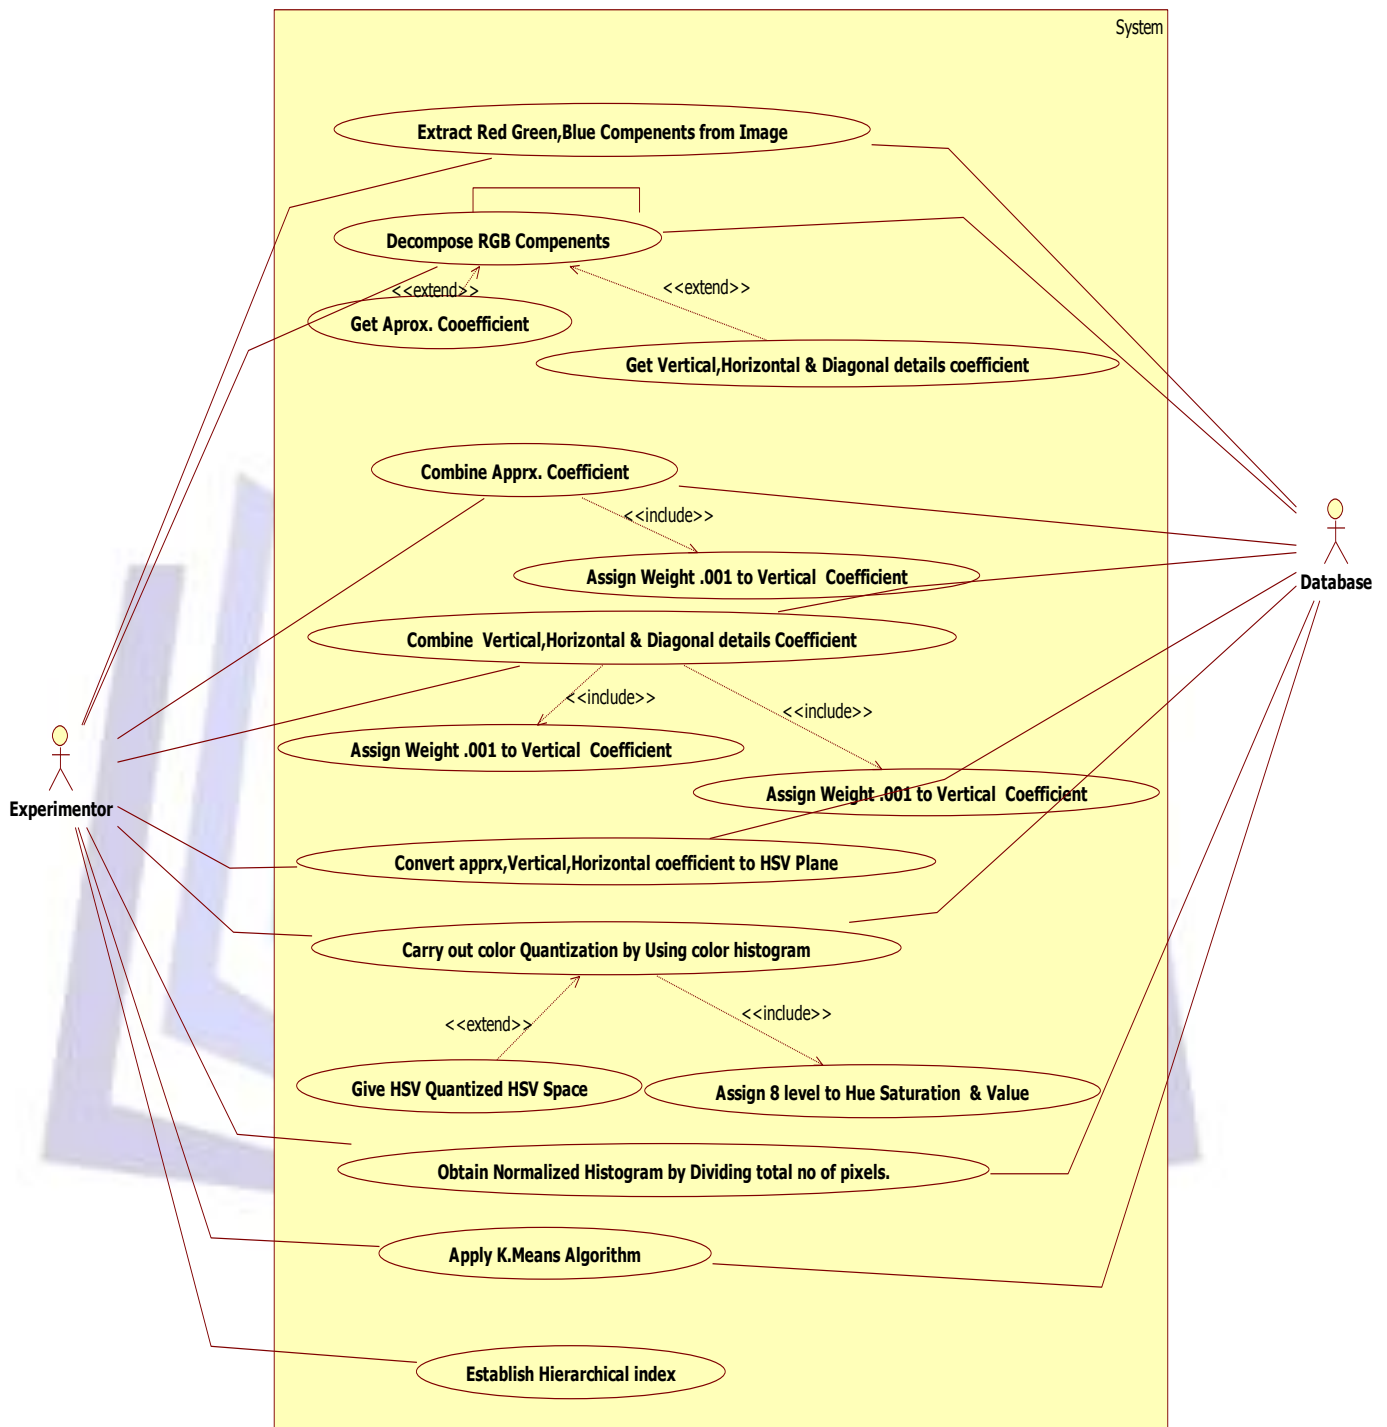 System
Extract Red Green,Blue Compenents from Image
Decompose RGB Compenents
<<extend>>
<<extend>>
Get Aprox. Cooefficient
Get Vertical,Horizontal & Diagonal details coefficient
Combine Apprx. Coefficient
<<include>>
Assign Weight .001 to Vertical  Coefficient
Database
Combine  Vertical,Horizontal & Diagonal details Coefficient
<<include>>
<<include>>
Assign Weight .001 to Vertical  Coefficient
Assign Weight .001 to Vertical  Coefficient
Experimentor
Convert apprx,Vertical,Horizontal coefficient to HSV Plane
Carry out color Quantization by Using color histogram
<<extend>>
<<include>>
Give HSV Quantized HSV Space
Assign 8 level to Hue Saturation  & Value
Obtain Normalized Histogram by Dividing total no of pixels.
Apply K.Means Algorithm
Establish Hierarchical index